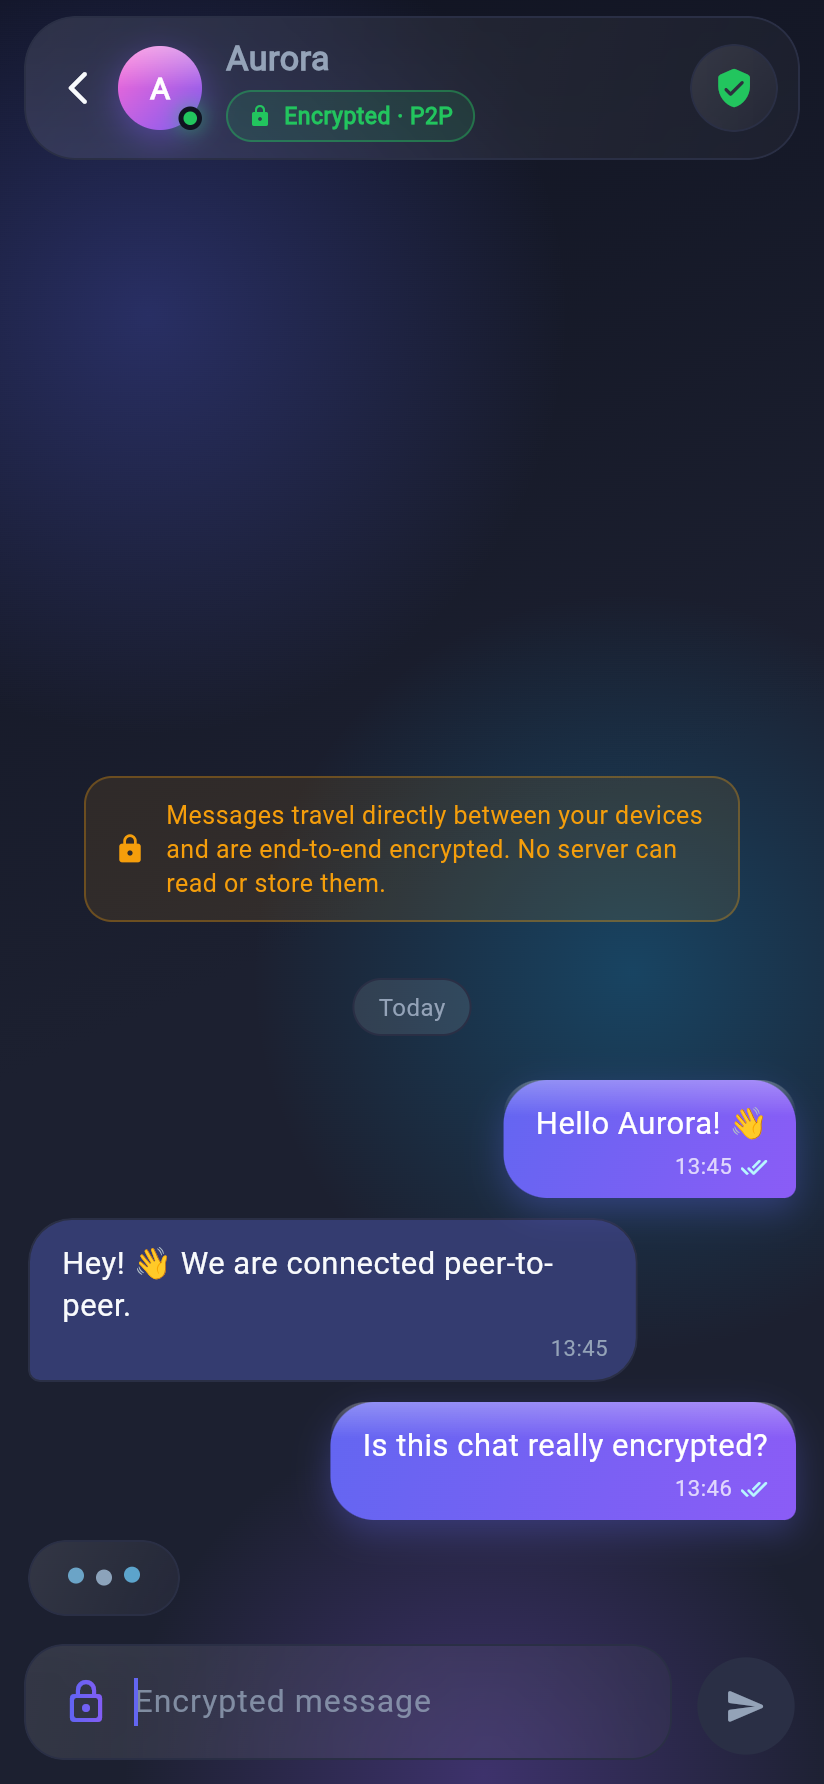 A
Aurora
Encrypted · P2P
Messages travel directly between your devices
and are end-to-end encrypted. No server can
read or store them.
Today
Hello Aurora! 👋
13:45
Hey! 👋 We are connected peer-to-
peer.
13:45
Is this chat really encrypted?
13:46
Encrypted message